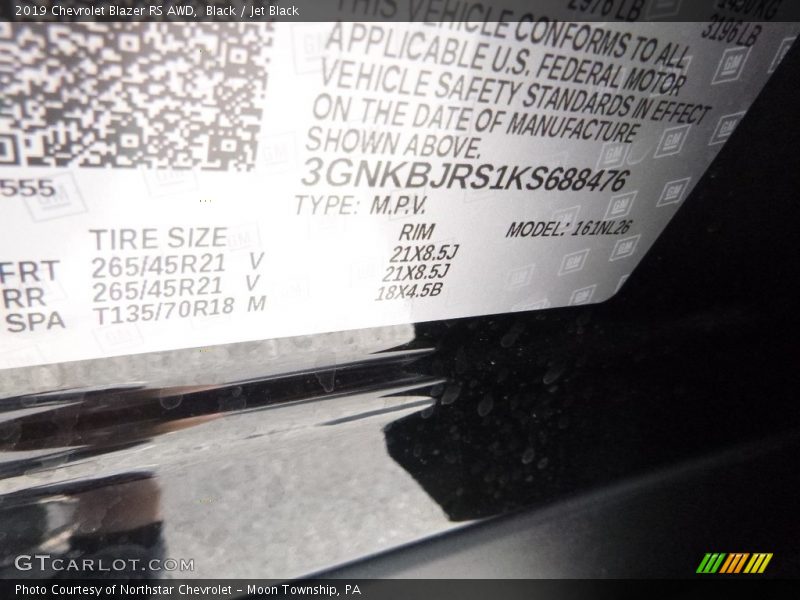 2019 Chevrolet Blazer RS AWD, Black / Jet Black
2976 LB
3196 LB
THIS VEHICLE CONFORMS TO ALL
APPLICABLE U.S. FEDERAL MOTOR
VEHICLE SAFETY STANDARDS IN EFFECT
ON THE DATE OF MANUFACTURE
SHOWN ABOVE.
3GNKBJRS1KS688476
555
TYPE: M.P.V.
MODEL: 161NL26
TIRE SIZE RIM
FRT 265/45R21 V 21X8.5J
RR 265/45R21 V 21X8.5J
SPA T135/70R18 M 18X4.5B
GTCARLOT.COM
Photo Courtesy of Northstar Chevrolet - Moon Township, PA